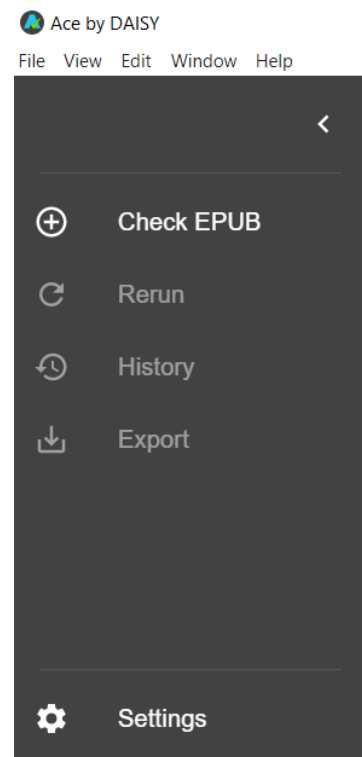 Ace by DAISY
File View Edit Window Help
Check EPUB
Rerun
History
Export
Settings